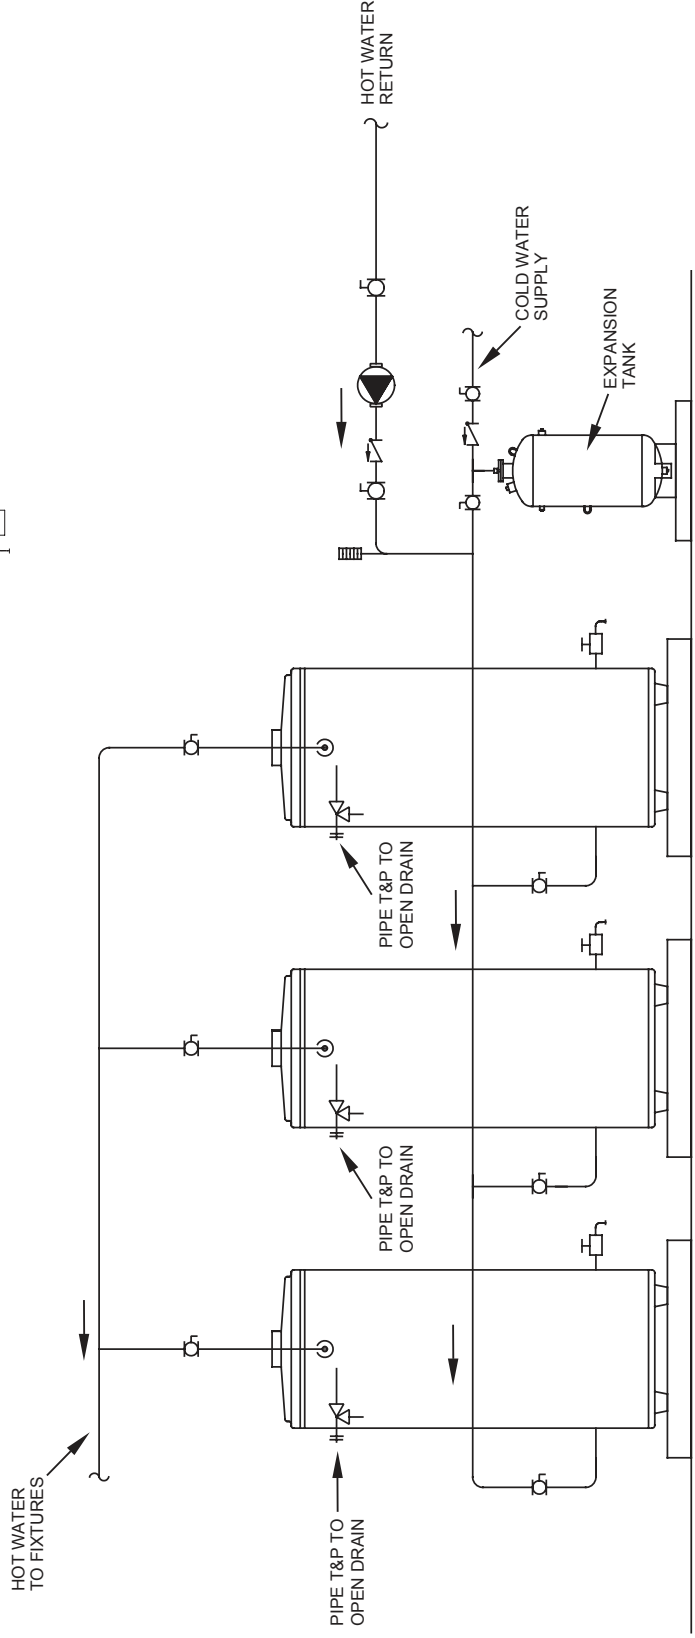 HOT WATER
TO FIXTURES
PIPE T&P TO
OPEN DRAIN
PIPE T&P TO
OPEN DRAIN
PIPE T&P TO
OPEN DRAIN
HOT WATER
RETURN
COLD WATER
SUPPLY
EXPANSION
TANK